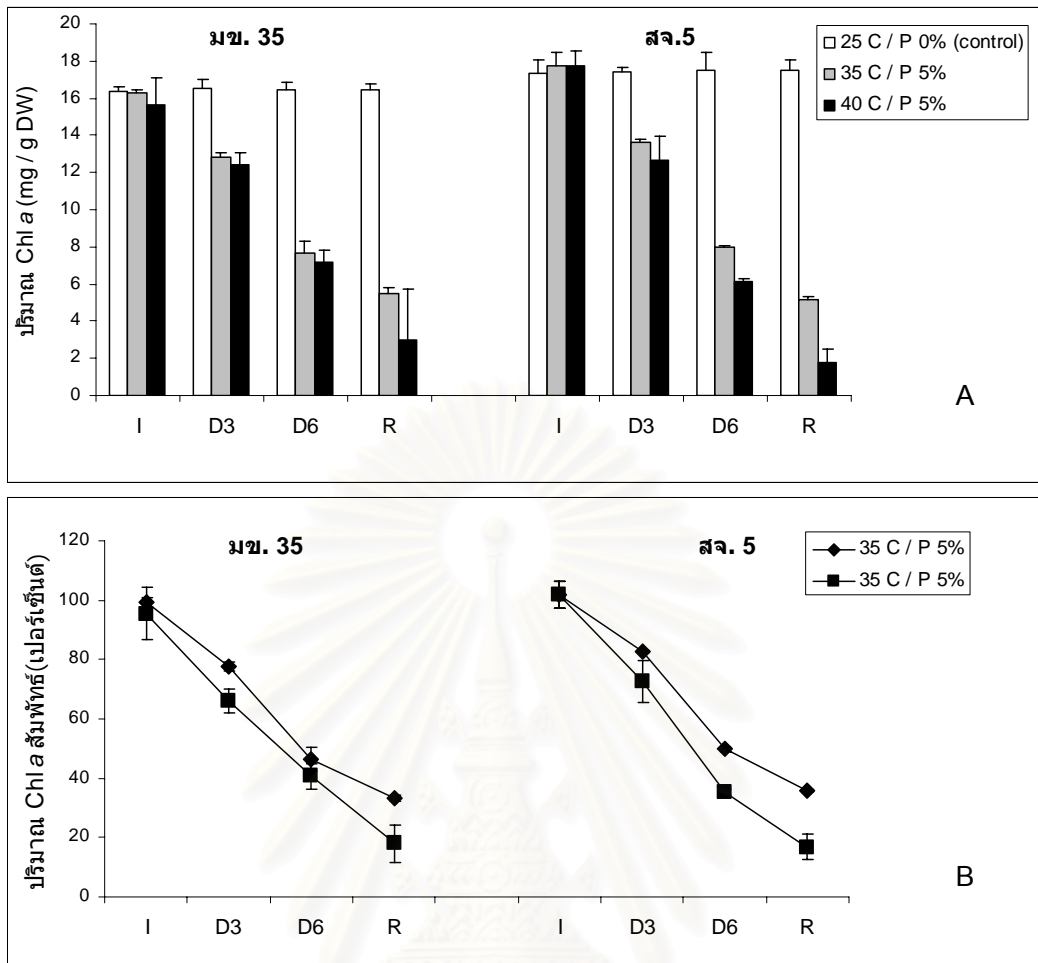 ปริมาณ Chl a (mg / g DW)
20
18
16
14
12
10
8
6
4
2
0
มข. 35
สจ.5
25 C / P 0% (control)
35 C / P 5%
40 C / P 5%
I D3 D6 R I D3 D6 R
A
ปริมาณ Chl a สัมพัทธ์(เปอร์เซ็นต์)
120
100
80
60
40
20
0
มข. 35
สจ. 5
35 C / P 5%
35 C / P 5%
I D3 D6 R I D3 D6 R
B